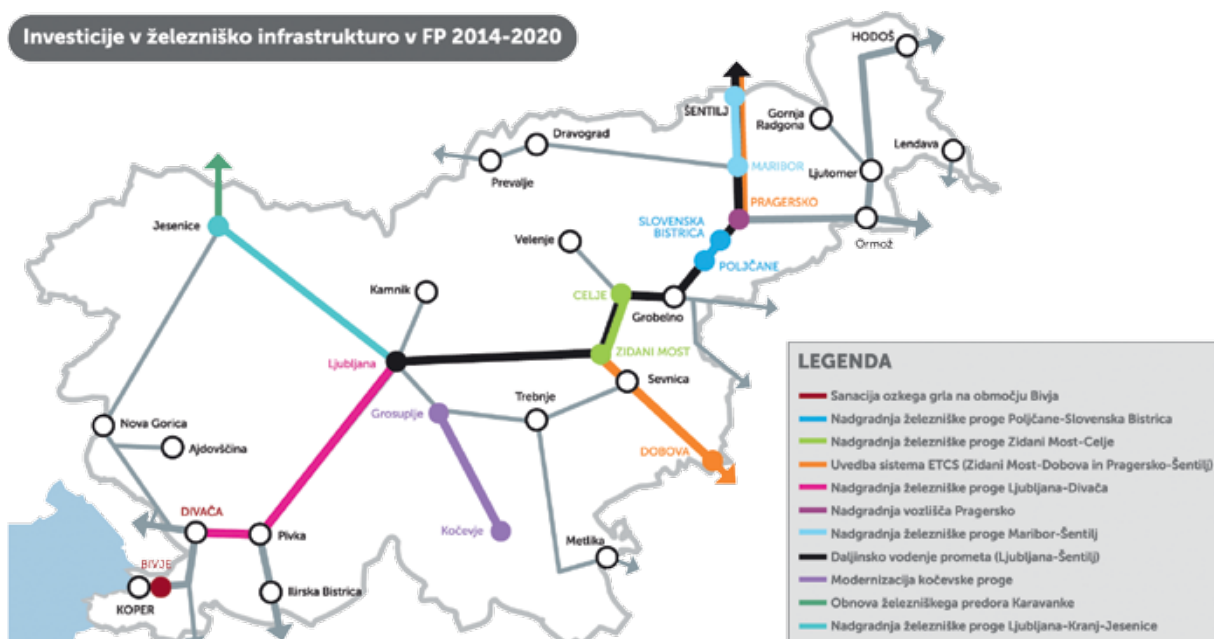 Investicije v železniško infrastrukturo v FP 2014-2020
HODOŠ
ŠENTILJ
Gornja
Radgona
Dravograd
Lendava
Prevalje
MARIBOR
Ljutomer
PRAGERSKO
Jesenice
SLOVENSKA
BISTRICA
Velenje
Ormož
POLJČANE
Kamnik
CELJE
Grobelno
Ljubljana
ZIDANI MOST
Sevnica
Trebnje
Grosuplje
Nova Gorica
Ajdovščina
DOBOVA
DIVAČA
Pivka
Kočevje
Metlika
BIVJE
KOPER
Ilirska Bistrica
LEGENDA
Sanacija ozkega grla na območju Bivja
Nadgradnja železniške proge Poljčane-Slovenska Bistrica
Nadgradnja železniške proge Zidani Most-Celje
Uvedba sistema ETCS (Zidani Most-Dobova in Pragersko-Šentilj)
Nadgradnja železniške proge Ljubljana-Divača
Nadgradnja vozlišča Pragersko
Nadgradnja železniške proge Maribor-Šentilj
Daljinsko vodenje prometa (Ljubljana-Šentilj)
Modernizacija kočevske proge
Obnova železniškega predora Karavanke
Nadgradnja železniške proge Ljubljana-Kranj-Jesenice